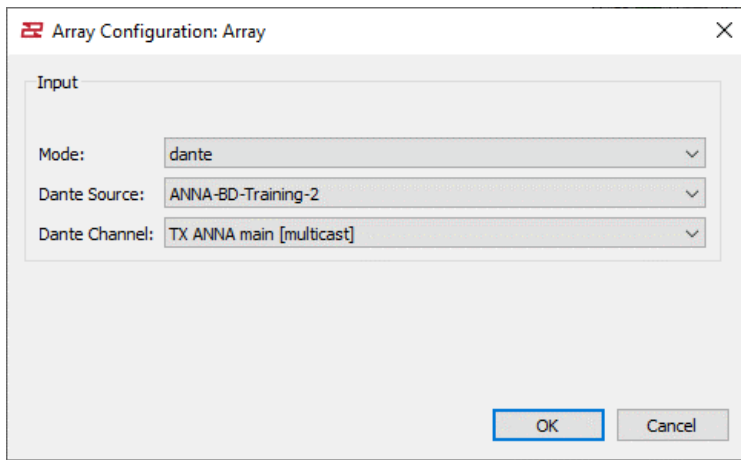 Array Configuration: Array
Input
Mode: dante
Dante Source: ANNA-BD-Training-2
Dante Channel: TX ANNA main [multicast]
OK Cancel